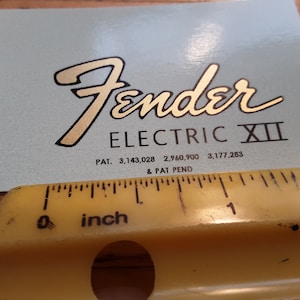 Fender
ELECTRIC XII
PAT. 3,143,028 2,960,900 3,177,283
& PAT PEND
0 inch 1